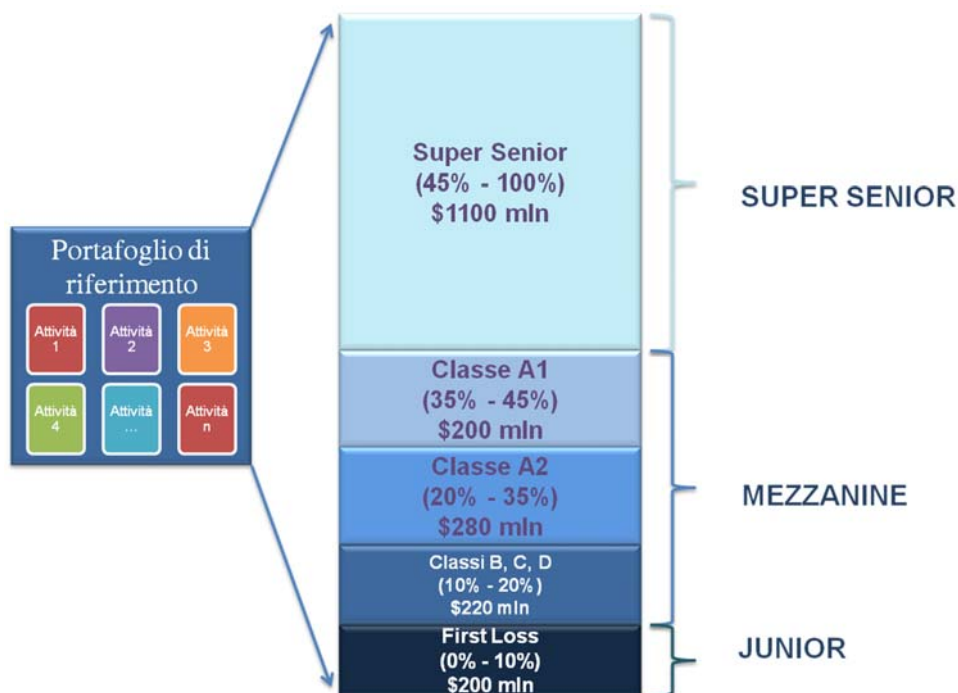 Portafoglio di
riferimento
Attività
1
Attività
2
Attività
3
Attività
4
Attività
...
Attività
n
Super Senior
(45% - 100%)
$1100 mln
Classe A1
(35% - 45%)
$200 mln
Classe A2
(20% - 35%)
$280 mln
Classi B, C, D
(10% - 20%)
$220 mln
First Loss
(0% - 10%)
$200 mln
SUPER SENIOR
MEZZANINE
JUNIOR